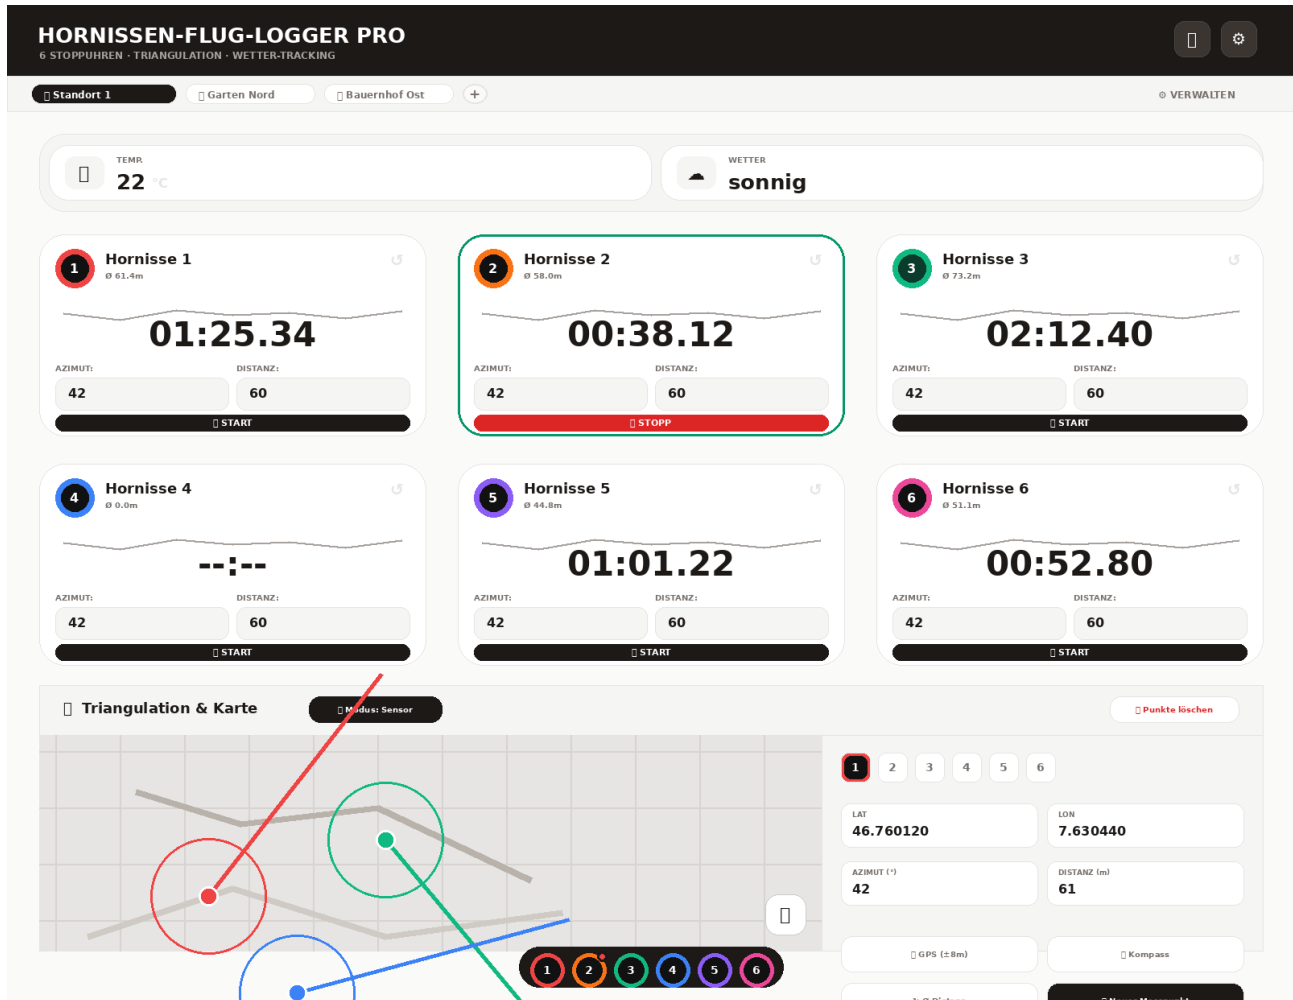 HORNISSEN-FLUG-LOGGER PRO
6 STOPPUHREN · TRIANGULATION · WETTER-TRACKING
Standort 1
Garten Nord
Bauernhof Ost
+
VERWALTEN
TEMP.
22 °C
WETTER
sonnig
1
Hornisse 1
Ø 61.4m
01:25.34
AZIMUT: DISTANZ:
42 60
START
2
Hornisse 2
Ø 58.0m
00:38.12
AZIMUT: DISTANZ:
42 60
STOPP
3
Hornisse 3
Ø 73.2m
02:12.40
AZIMUT: DISTANZ:
42 60
START
4
Hornisse 4
Ø 0.0m
--:--
AZIMUT: DISTANZ:
42 60
START
5
Hornisse 5
Ø 44.8m
01:01.22
AZIMUT: DISTANZ:
42 60
START
6
Hornisse 6
Ø 51.1m
00:52.80
AZIMUT: DISTANZ:
42 60
START
Triangulation & Karte
Modus: Sensor
Punkte löschen
1 2 3 4 5 6
LAT
46.760120
LON
7.630440
AZIMUT (°)
42
DISTANZ (m)
61
GPS (±8m)
Kompass
1 2 3 4 5 6